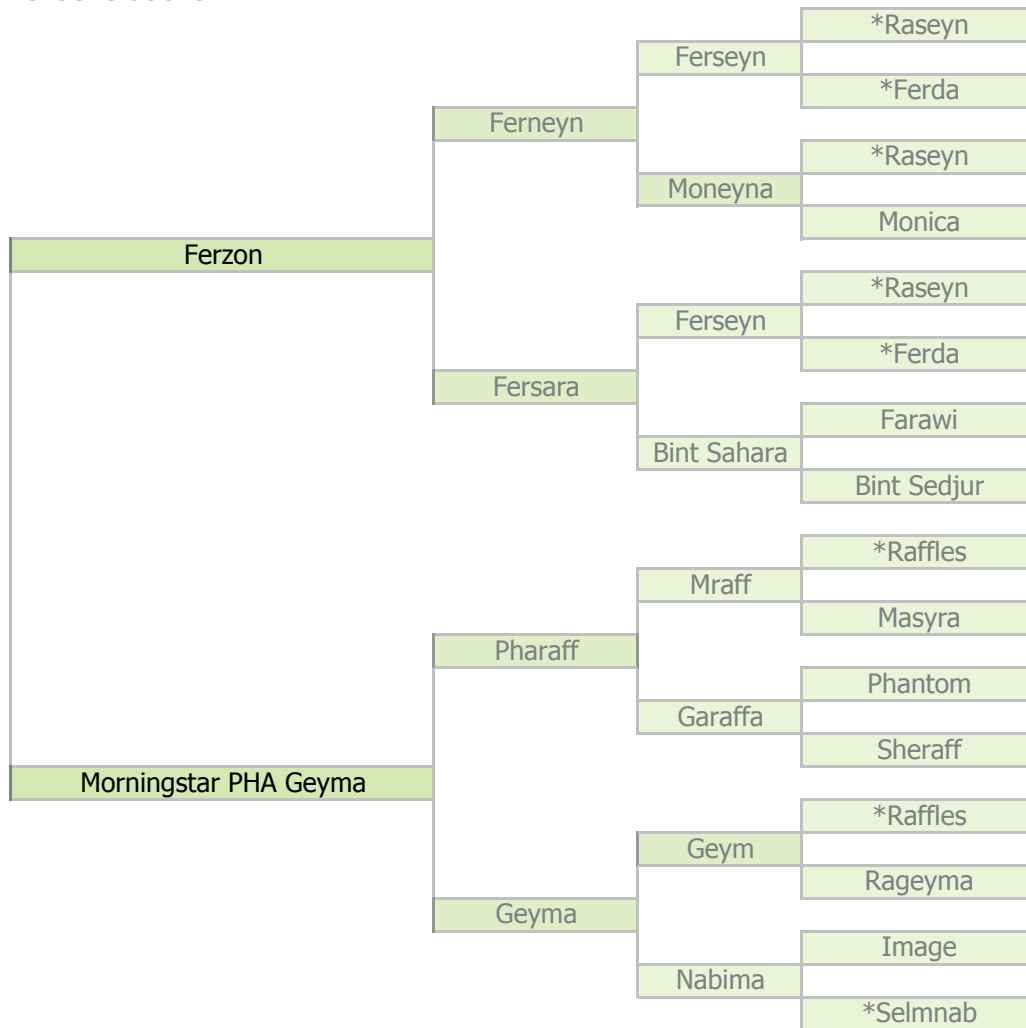 *Raseyn
Ferseyn
*Ferda
Ferneyn
*Raseyn
Moneyna
Monica
Ferzon
*Raseyn
Ferseyn
*Ferda
Fersara
Farawi
Bint Sahara
Bint Sedjur
*Raffles
Mraff
Masyra
Pharaff
Phantom
Garaffa
Sheraff
Morningstar PHA Geyma
*Raffles
Geym
Rageyma
Geyma
Image
Nabima
*Selmnab